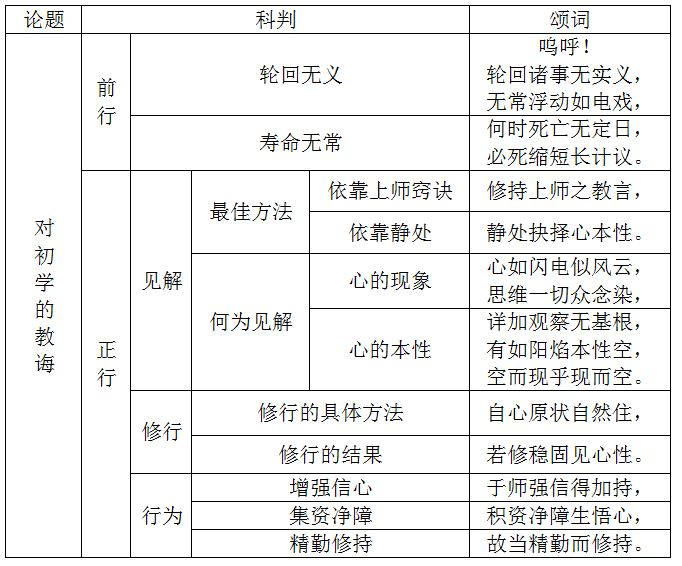 论题 科判 颂词
对初学的教诲
前行
轮回无义
呜呼！
轮回诸事无实义，
无常浮动如电戏，
寿命无常
何时死亡无定日，
必死缩短长计议。
正行
见解
最佳方法
依靠上师窍诀
修持上师之教言，
依靠静处
静处抉择心本性。
何为见解
心的现象
心如闪电似风云，
思维一切众念染，
心的本性
详加观察无基根，
有如阳焰本性空，
空而现乎现而空。
修行
修行的具体方法
自心原状自然住，
修行的结果
若修稳固见心性。
行为
增强信心
于师强信得加持，
集资净障
积资净障生悟心，
精勤修持
故当精勤而修持。